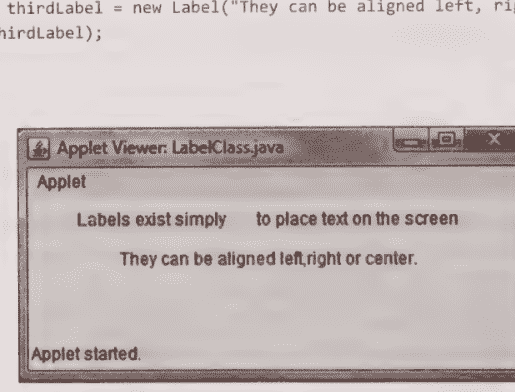 thirdLabel = new Label("They can be aligned left,
hirdLabel);
Applet Viewer: LabelClass.java
Applet
Labels exist simply to place text on the screen
They can be aligned left,right or center.
Applet started.